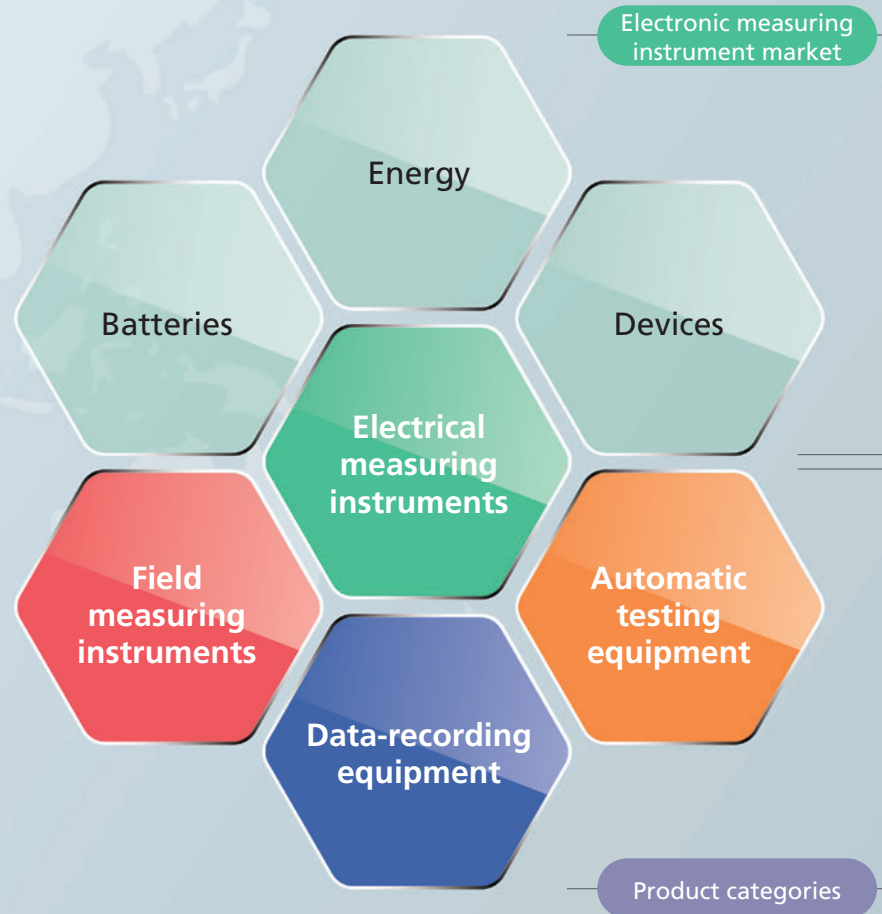 Electronic measuring
instrument market
Energy
Batteries
Devices
Electrical
measuring
instruments
Field
measuring
instruments
Automatic
testing
equipment
Data-recording
equipment
Product categories